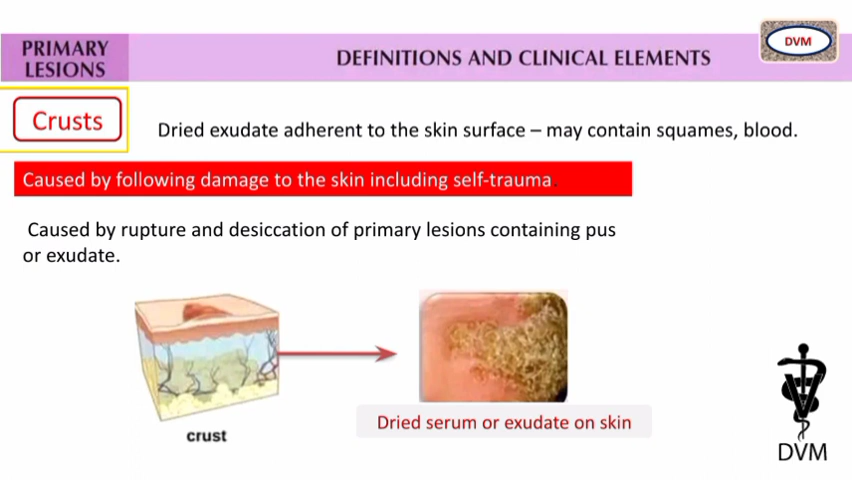 PRIMARY
LESIONS
DEFINITIONS AND CLINICAL ELEMENTS
DVM
Crusts
Dried exudate adherent to the skin surface – may contain squames, blood.
Caused by following damage to the skin including self-trauma.
Caused by rupture and desiccation of primary lesions containing pus
or exudate.
crust
Dried serum or exudate on skin
DVM